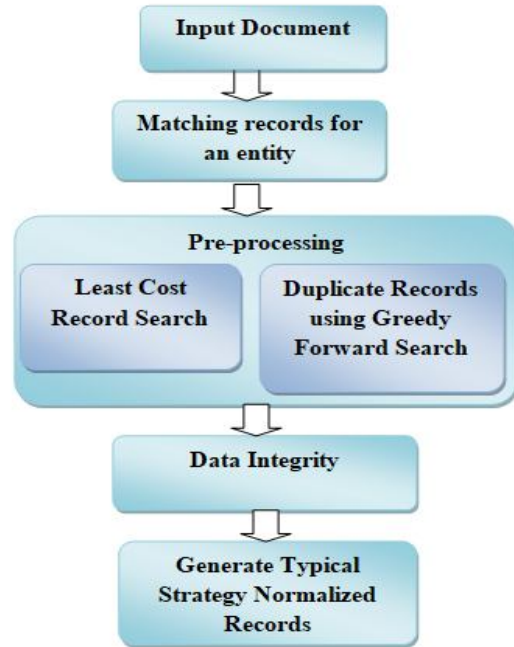 Input Document
Matching records for
an entity
Pre-processing
Least Cost
Record Search
Duplicate Records
using Greedy
Forward Search
Data Integrity
Generate Typical
Strategy Normalized
Records